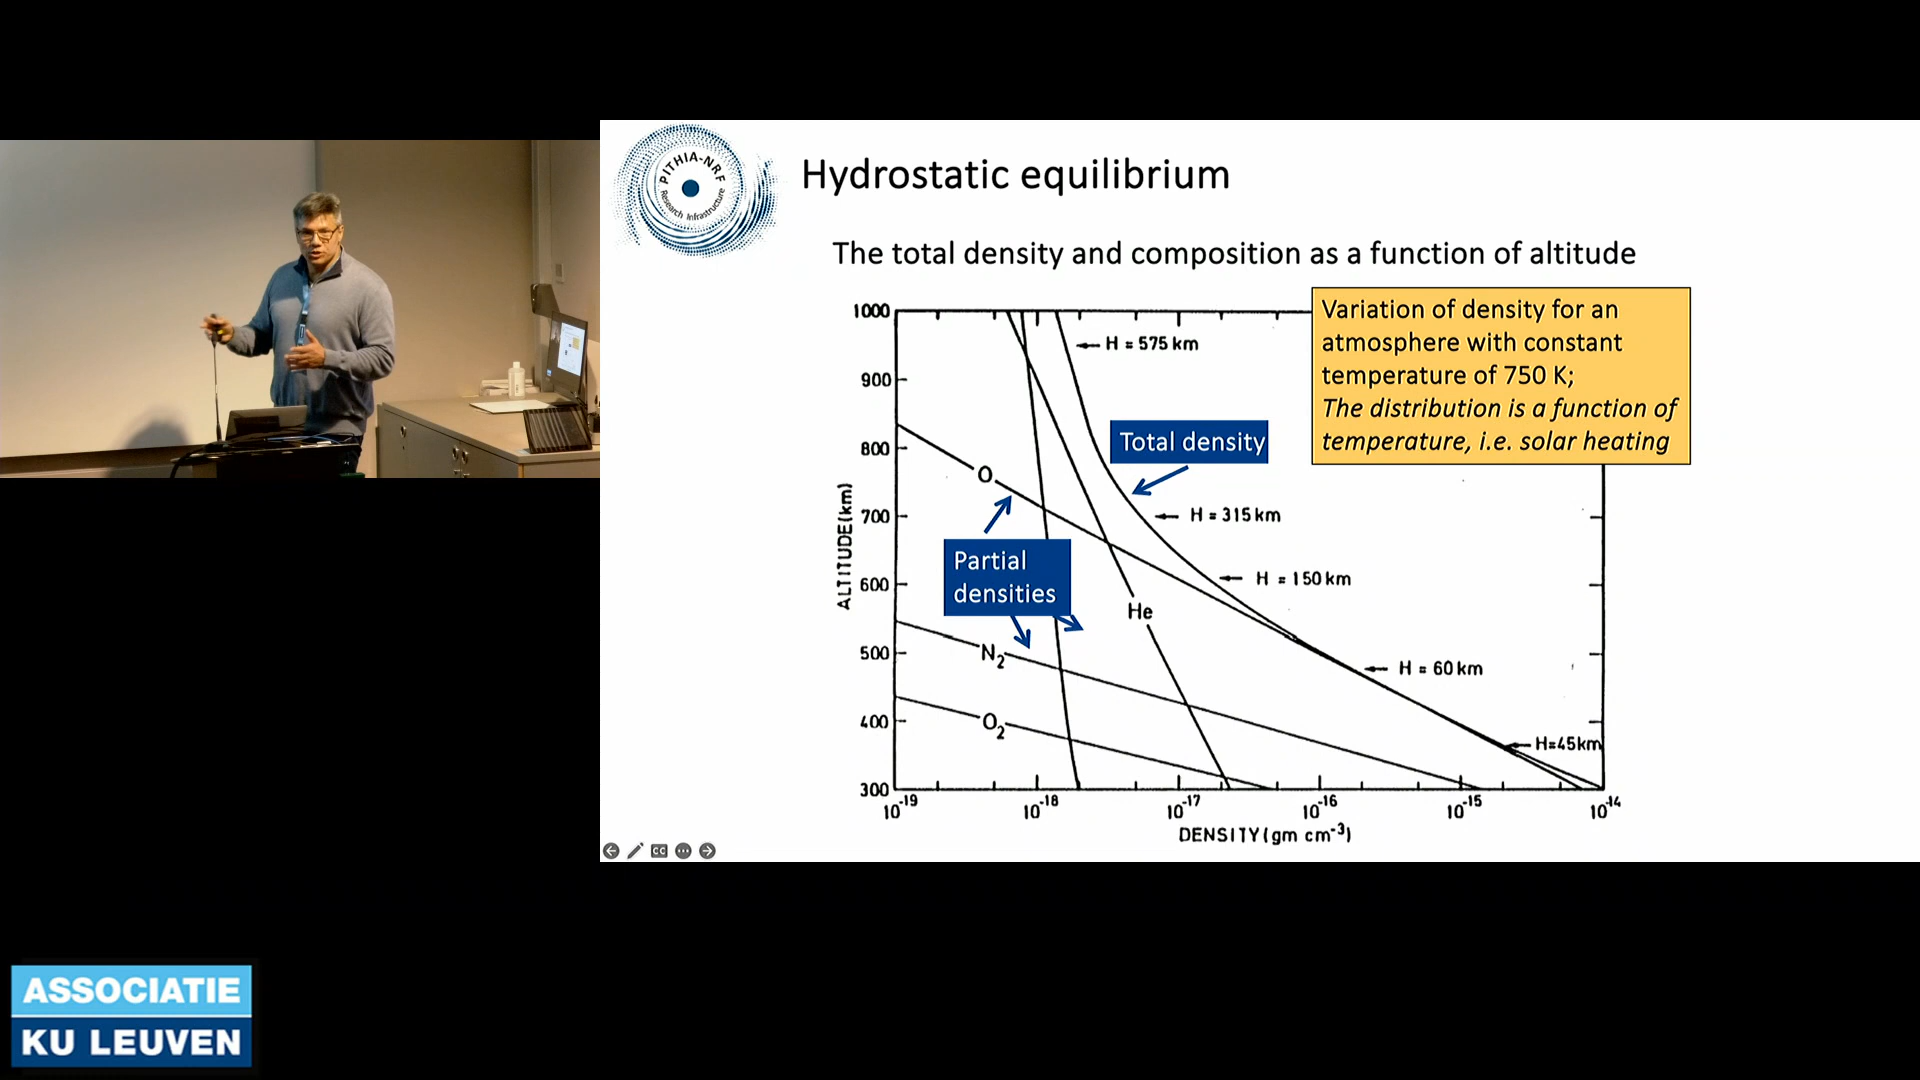 PITHIA-NRF
Research Infrastructure
Hydrostatic equilibrium
The total density and composition as a function of altitude
Variation of density for an
atmosphere with constant
temperature of 750 K;
The distribution is a function of
temperature, i.e. solar heating
1000
900
800
700
600
500
400
300
ALTITUDE (km)
H = 575 km
Total density
O
H = 315 km
Partial
densities
H = 150 km
He
N2
H = 60 km
O2
H=45km
10-19
10-18
10-17
10-16
10-15
10-14
DENSITY (gm cm-3)
CC
ASSOCIATIE
KU LEUVEN